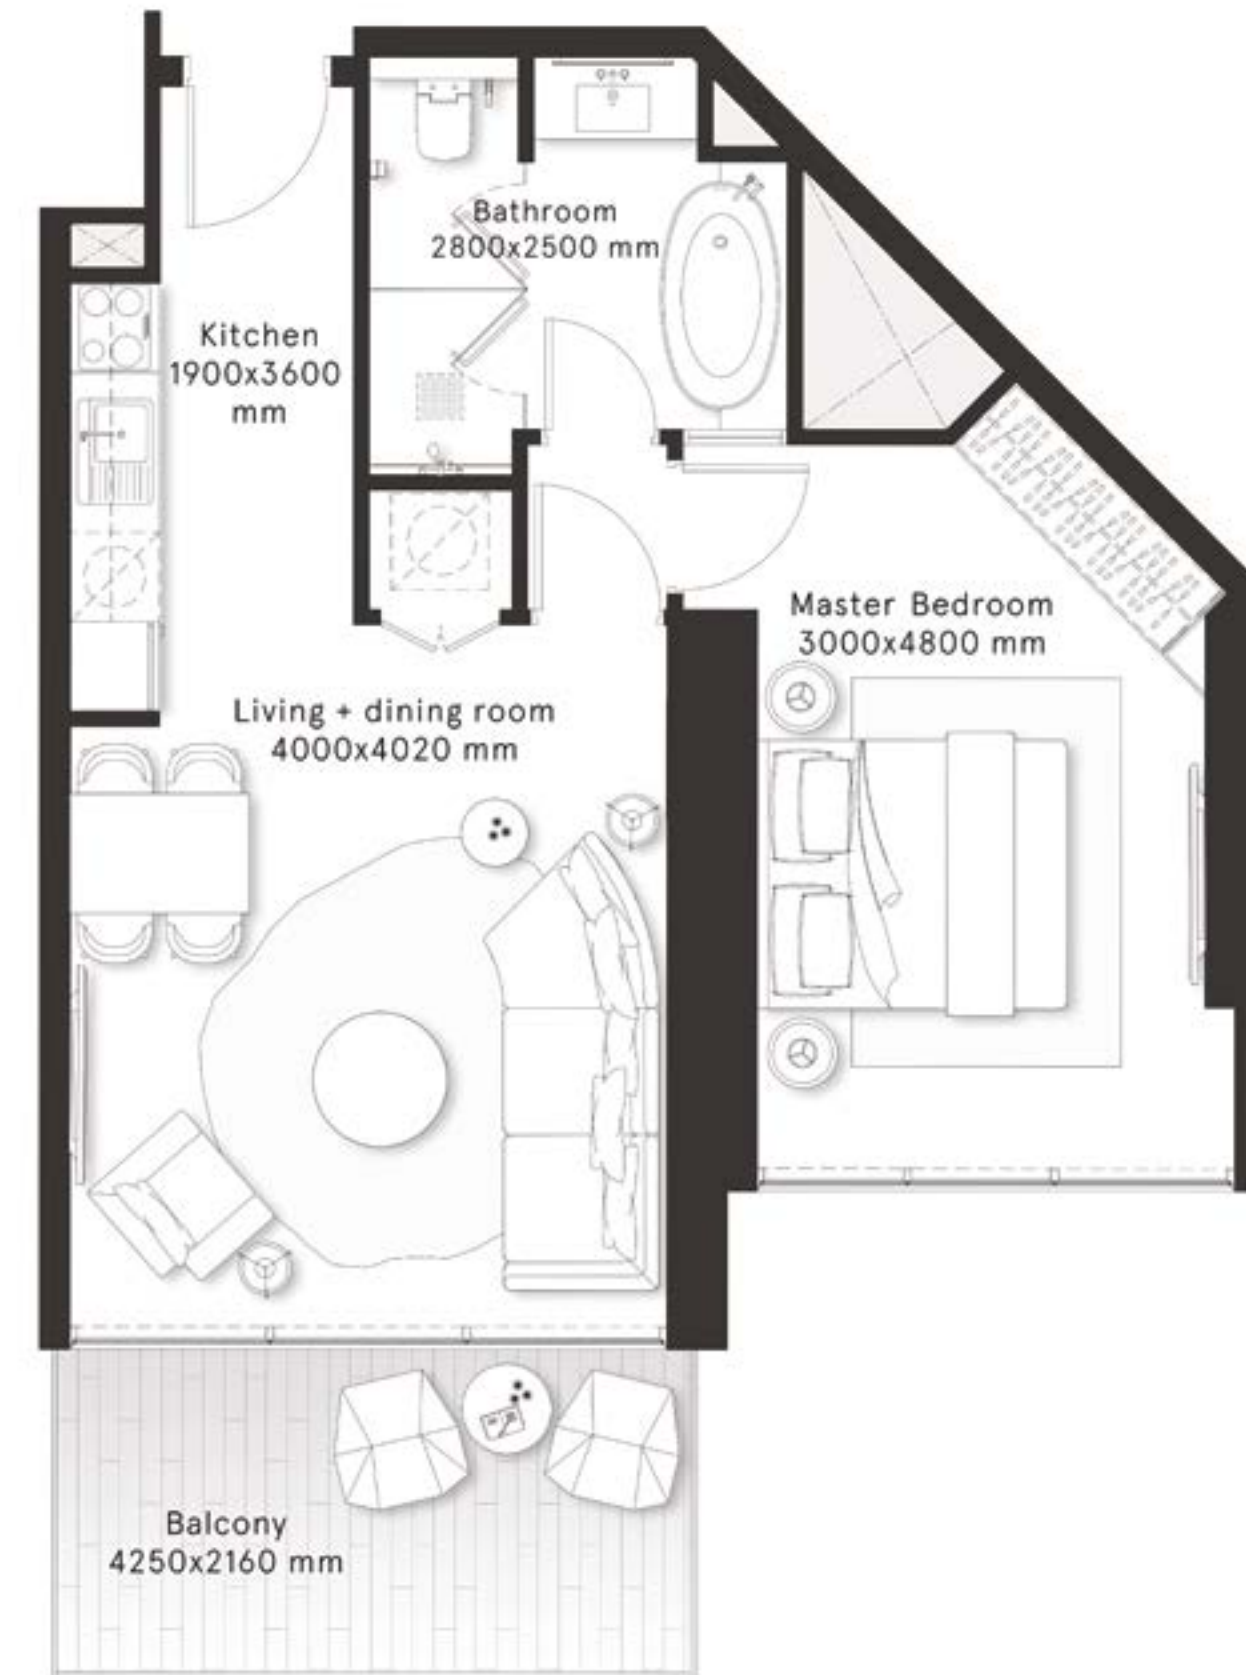 Bathroom
2800x2500 mm
Kitchen
1900x3600
mm
Master Bedroom
3000x4800 mm
Living + dining room
4000x4020 mm
Balcony
4250x2160 mm